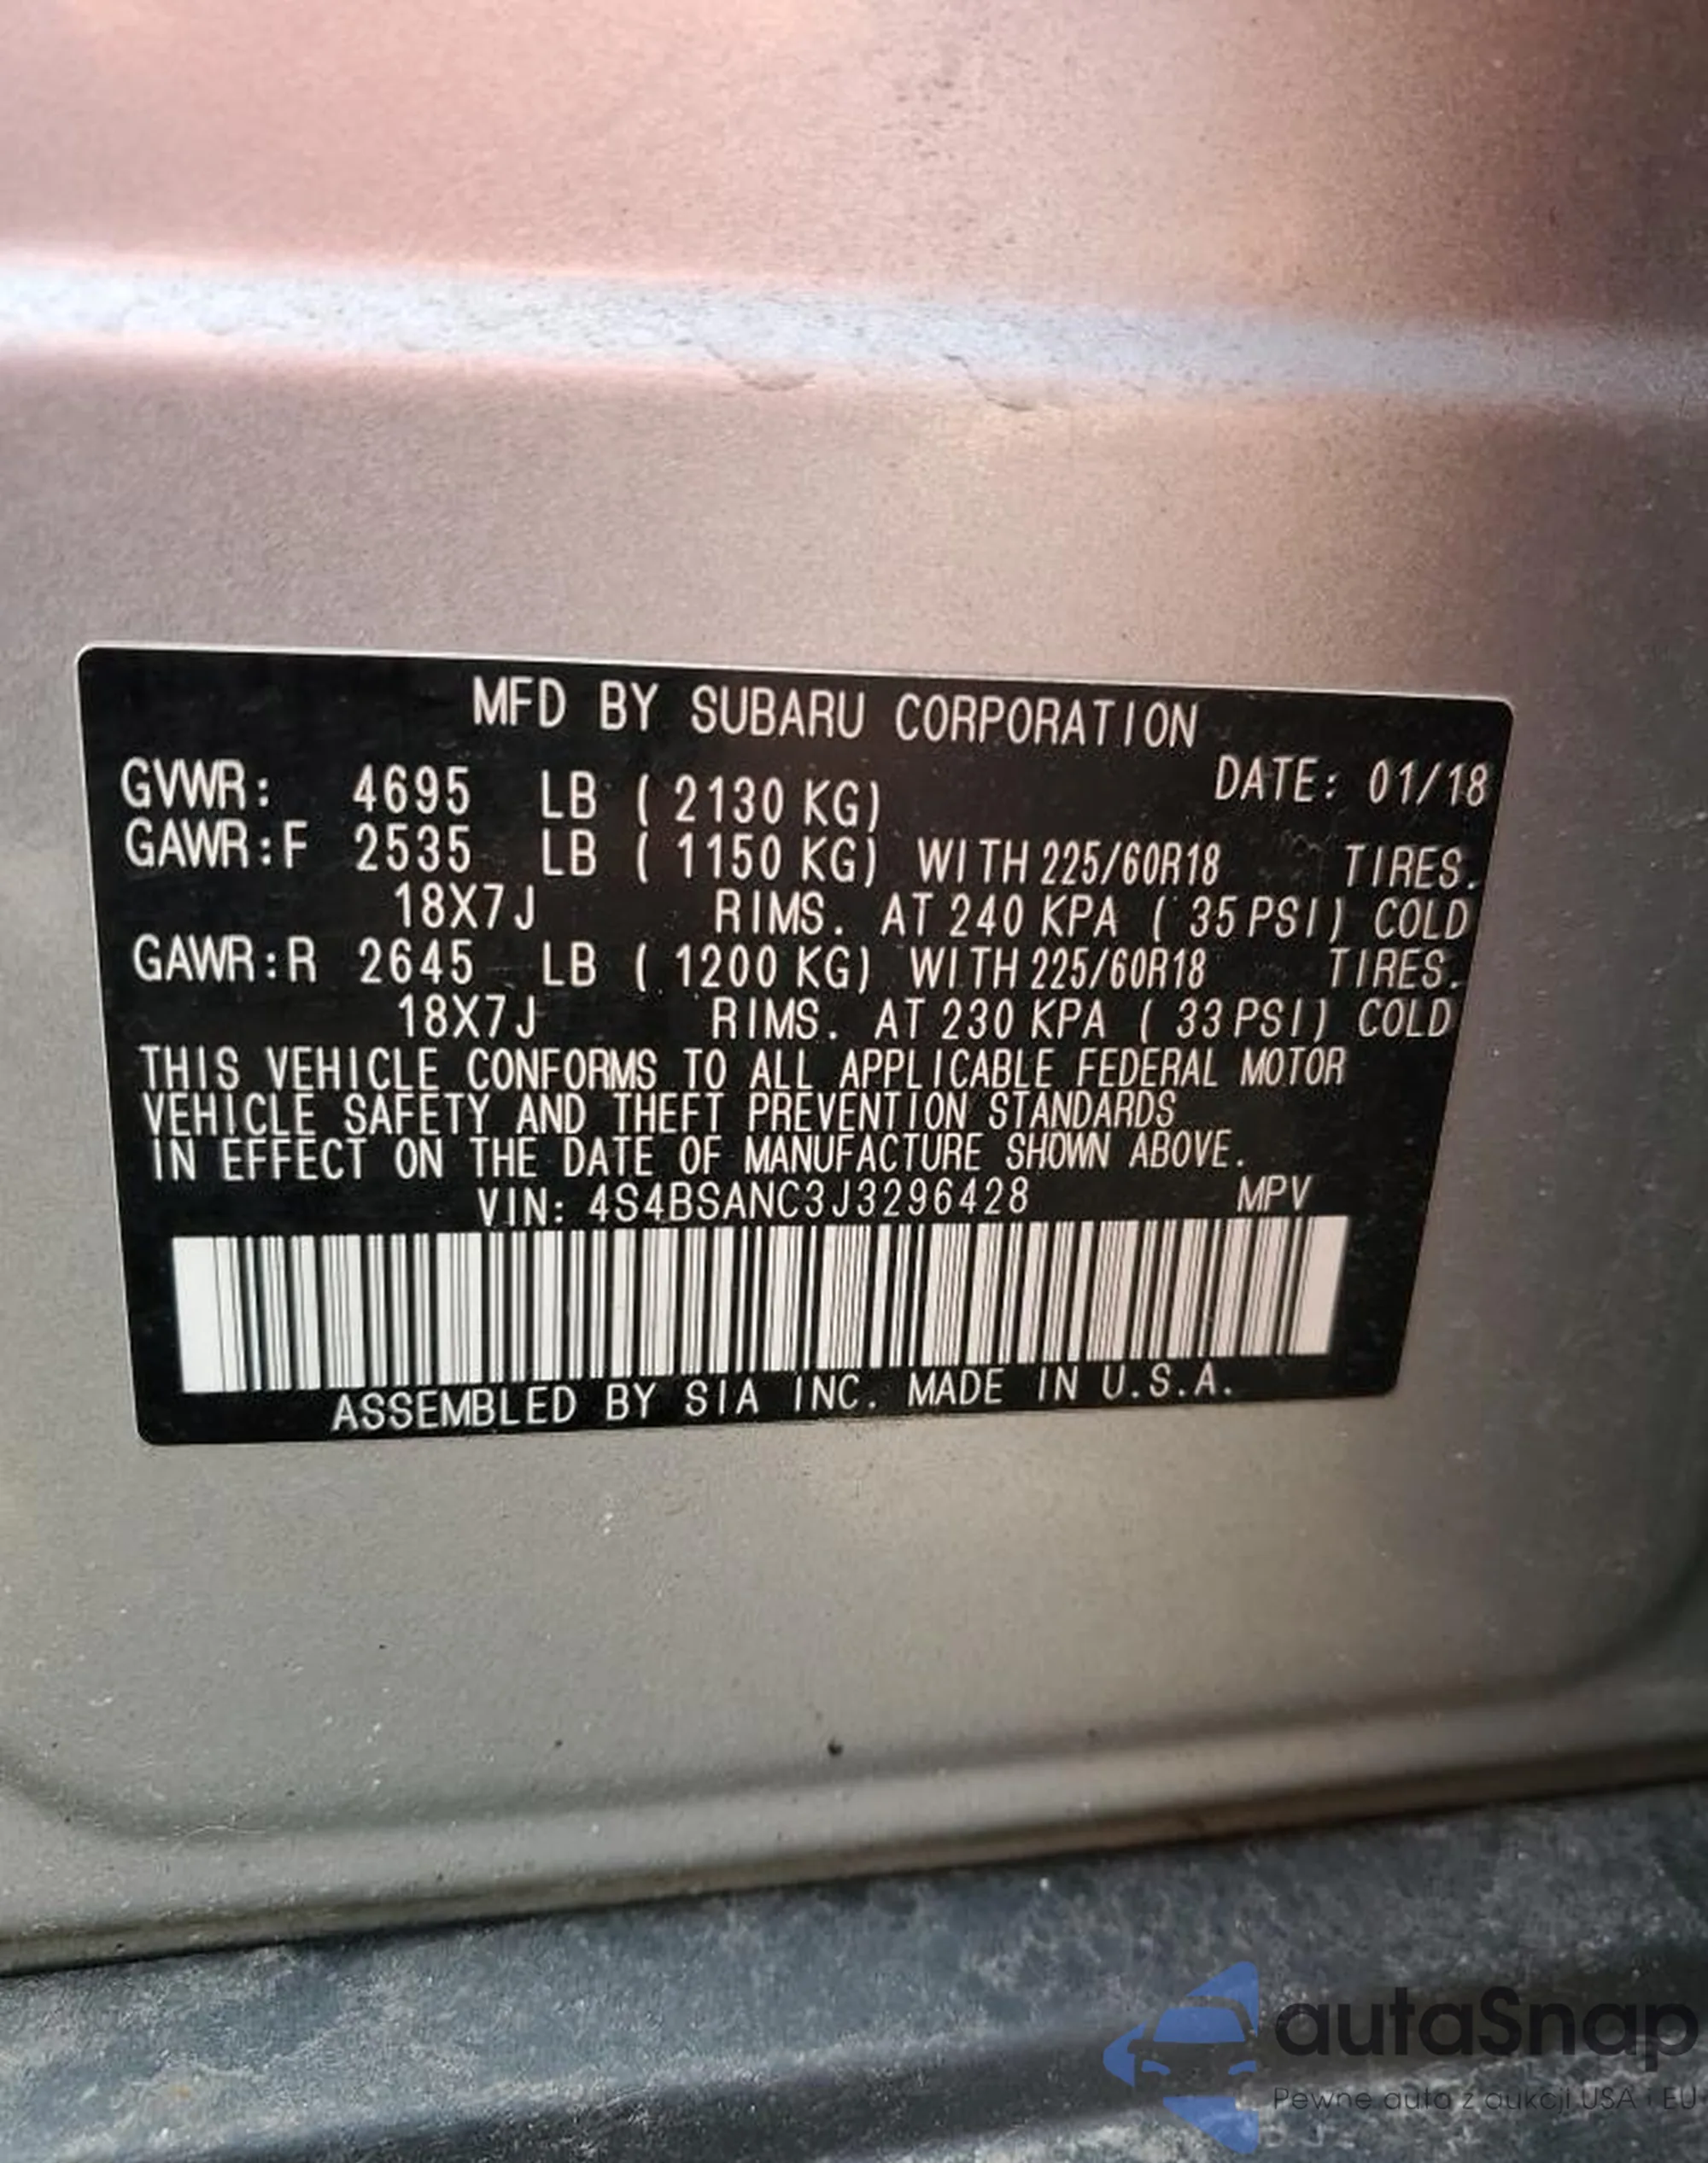 MFD BY SUBARU CORPORATION
DATE: 01/18
GVWR: 4695 LB ( 2130 KG)
GAWR:F 2535 LB ( 1150 KG) WITH 225/60R18 TIRES.
18X7J RIMS. AT 240 KPA ( 35 PSI) COLD
GAWR:R 2645 LB ( 1200 KG) WITH 225/60R18 TIRES.
18X7J RIMS. AT 230 KPA ( 33 PSI) COLD
THIS VEHICLE CONFORMS TO ALL APPLICABLE FEDERAL MOTOR
VEHICLE SAFETY AND THEFT PREVENTION STANDARDS
IN EFFECT ON THE DATE OF MANUFACTURE SHOWN ABOVE.
VIN: 4S4BSANC3J3296428 MPV
ASSEMBLED BY SIA INC. MADE IN U.S.A.
autaSnap
Pewne auta z aukcji USA i EU